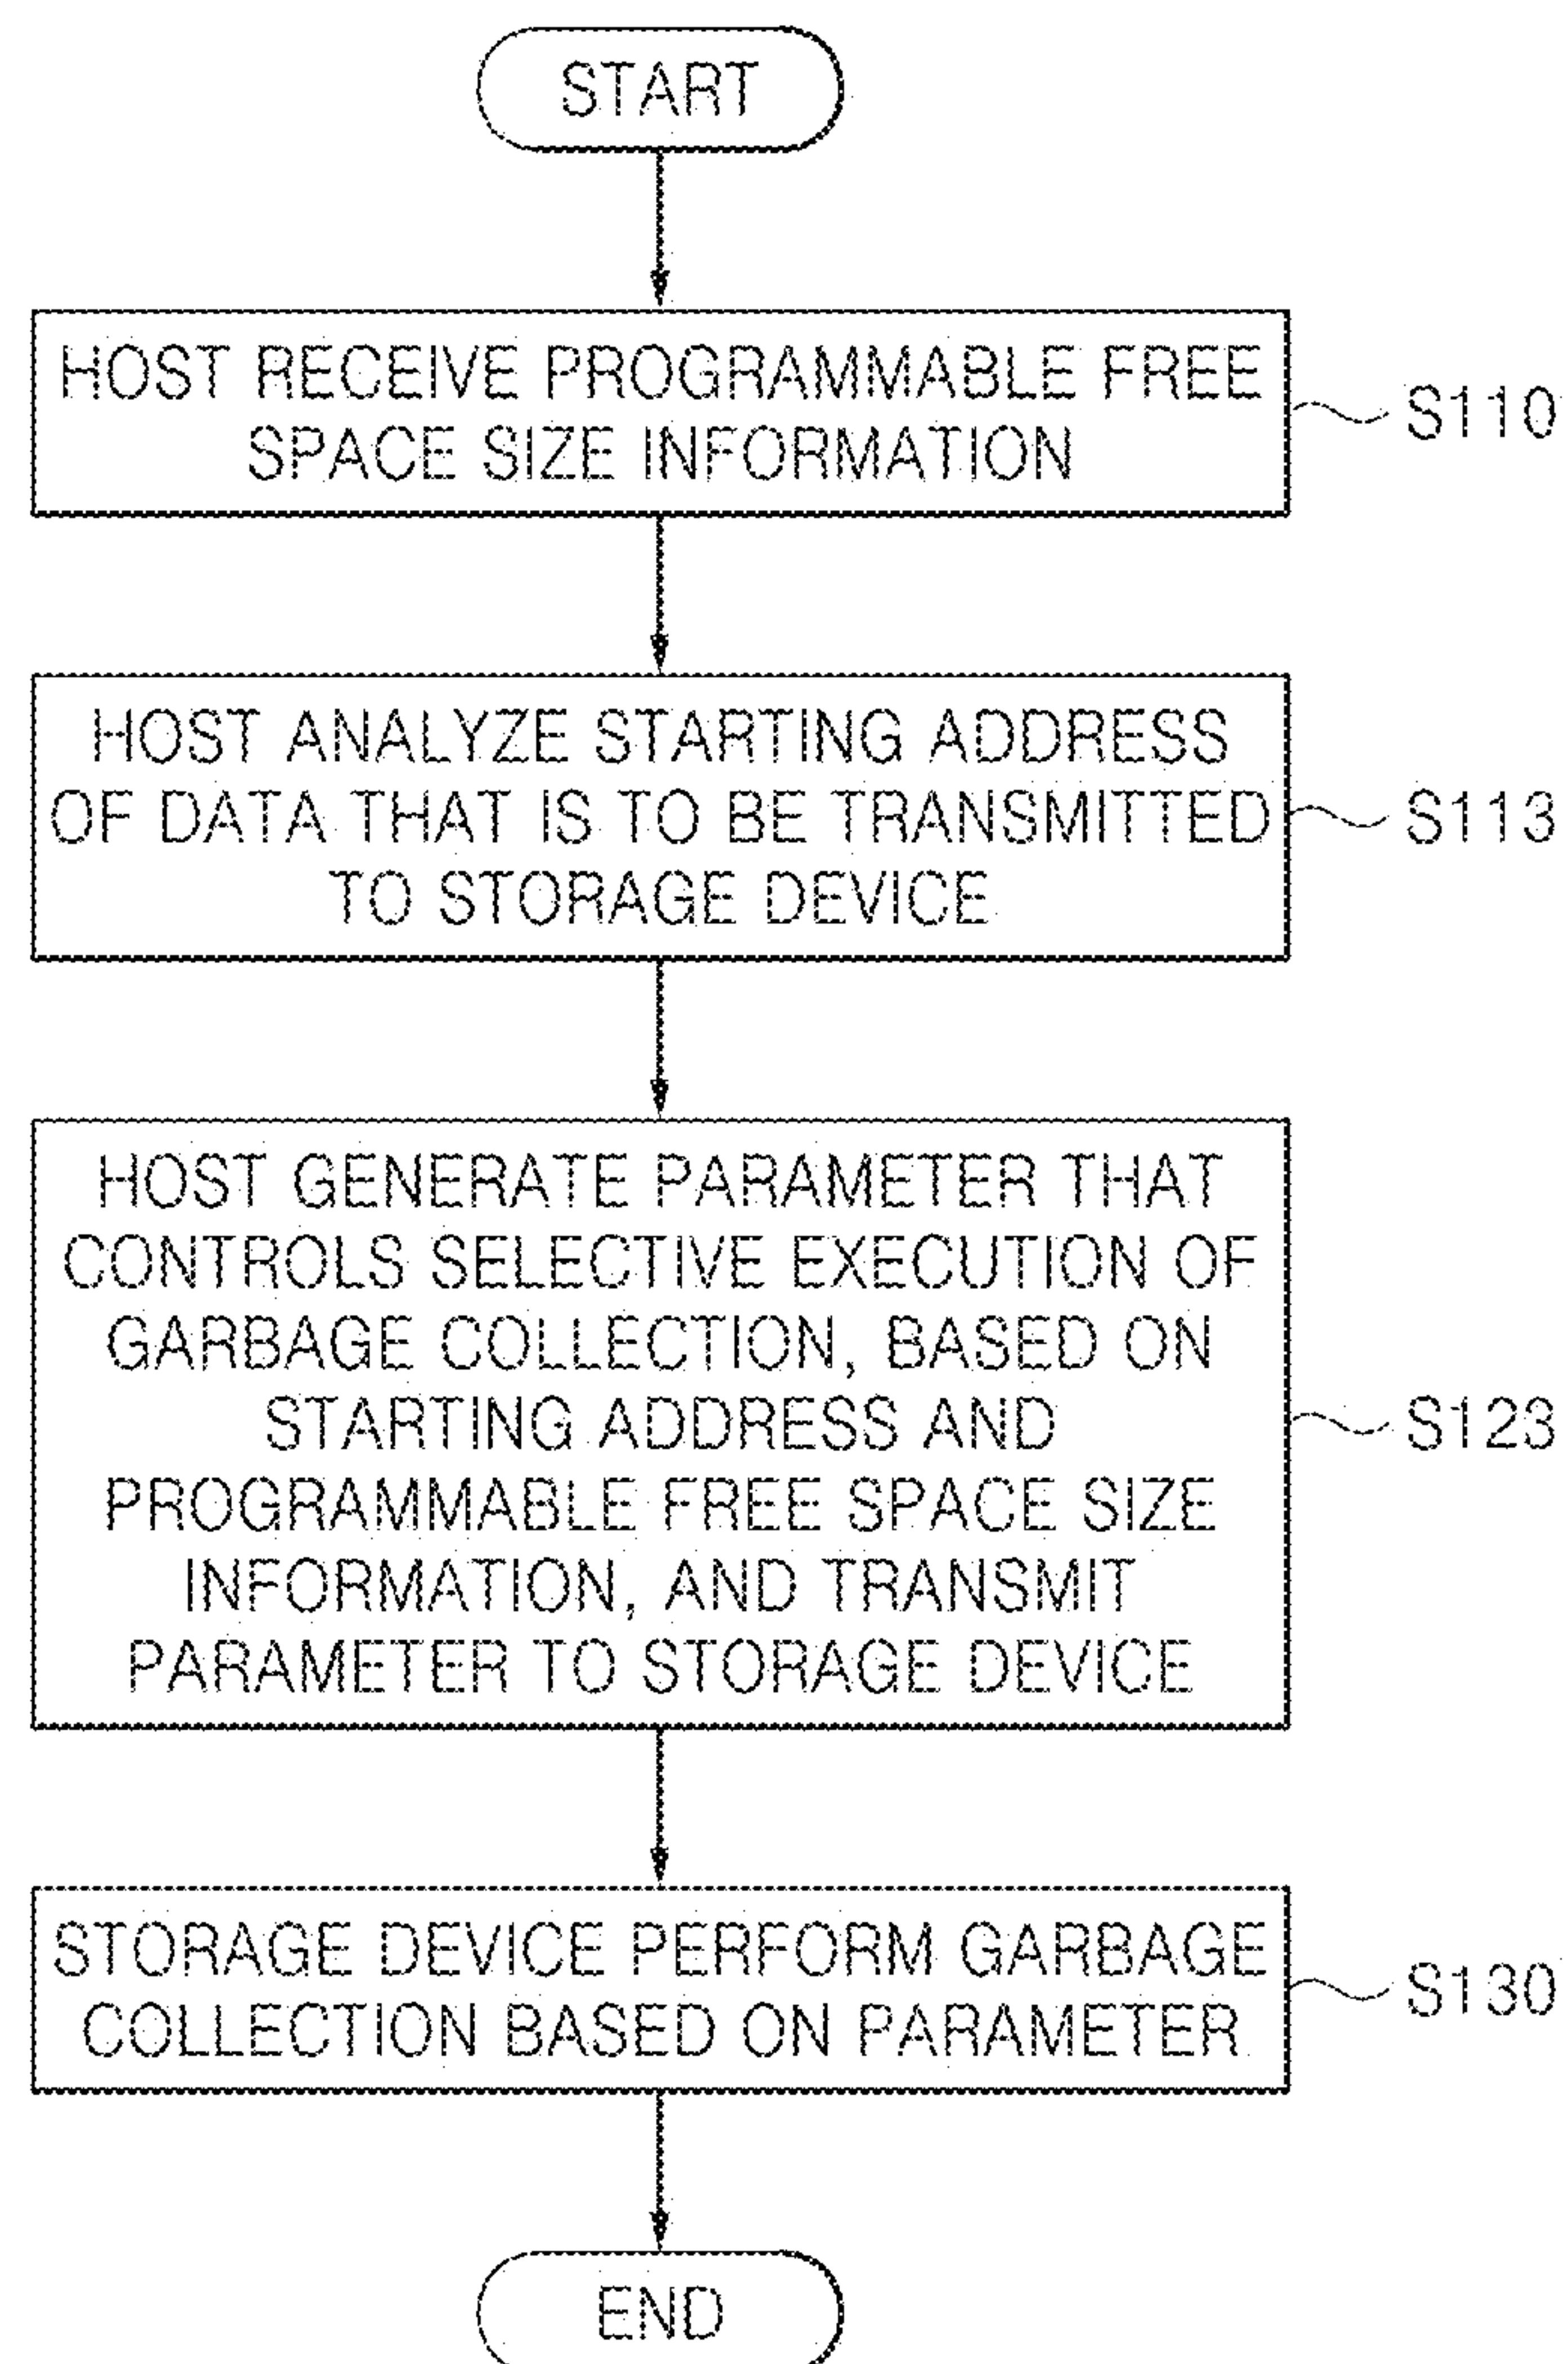 START
HOST RECEIVE PROGRAMMABLE FREE
SPACE SIZE INFORMATION
S110
HOST ANALYZE STARTING ADDRESS
OF DATA THAT IS TO BE TRANSMITTED
TO STORAGE DEVICE
S113
HOST GENERATE PARAMETER THAT
CONTROLS SELECTIVE EXECUTION OF
GARBAGE COLLECTION, BASED ON
STARTING ADDRESS AND
PROGRAMMABLE FREE SPACE SIZE
INFORMATION, AND TRANSMIT
PARAMETER TO STORAGE DEVICE
S123
STORAGE DEVICE PERFORM GARBAGE
COLLECTION BASED ON PARAMETER
S130
END